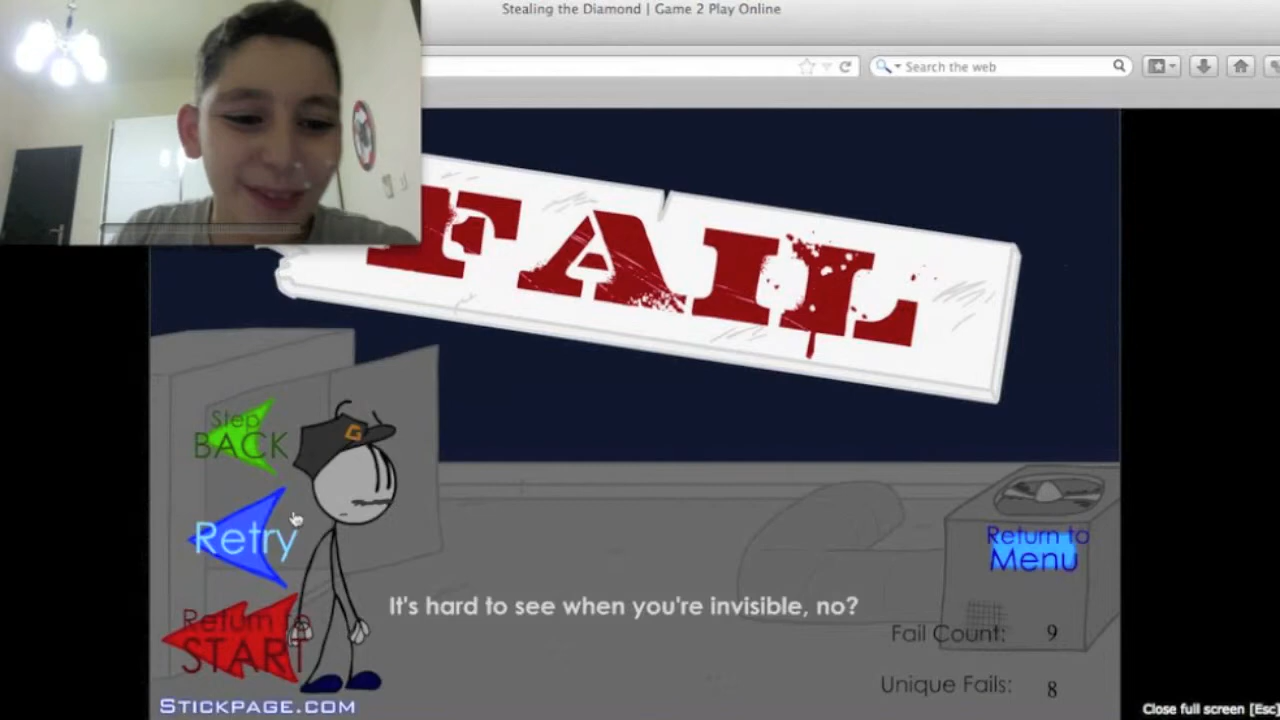 Stealing the Diamond | Game 2 Play Online
Search the web
FAIL
G
Step
BACK
Retry
Return to
START
It's hard to see when you're invisible, no?
Return to
Menu
Fail Count: 9
Unique Fails: 8
STICKPAGE.COM
Close full screen [Esc]